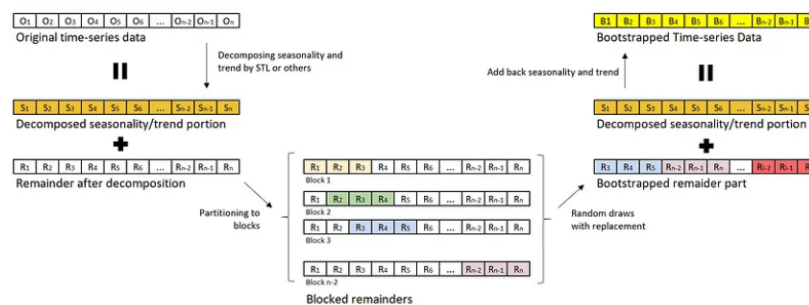 O1 O2 O3 O4 O5 O6 ... On-2 On-1 On
Original time-series data
Decomposing seasonality and
trend by STL or others
S1 S2 S3 S4 S5 S6 ... Sn-2 Sn-1 Sn
Decomposed seasonality/trend portion
R1 R2 R3 R4 R5 R6 ... Rn-2 Rn-1 Rn
Remainder after decomposition
Partitioning to
blocks
R1 R2 R3 R4 R5 R6 ... Rn-2 Rn-1 Rn
Block 1
R1 R2 R3 R4 R5 R6 ... Rn-2 Rn-1 Rn
Block 2
R1 R2 R3 R4 R5 R6 ... Rn-2 Rn-1 Rn
Block 3
R1 R2 R3 R4 R5 R6 ... Rn-2 Rn-1 Rn
Block n-2
Blocked remainders
B1 B2 B3 B4 B5 B6 ... Bn-2 Bn-1
Bootstrapped Time-series Data
Add back seasonality and trend
S1 S2 S3 S4 S5 S6 ... Sn-2 Sn-1
Decomposed seasonality/trend portion
R3 R4 R5 Rn-2 Rn-1 Rn ... Ri-2 Ri-1
Bootstrapped remaider part
Random draws
with replacement